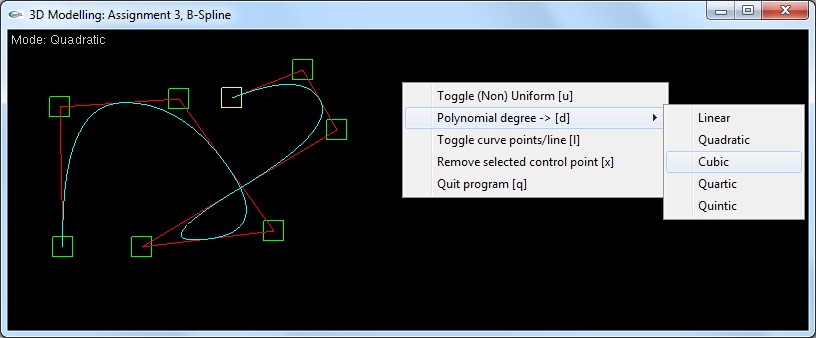 3D Modelling: Assignment 3, B-Spline
Mode: Quadratic
Toggle (Non) Uniform [u]
Polynomial degree -> [d]
Toggle curve points/line [l]
Remove selected control point [x]
Quit program [q]
Linear
Quadratic
Cubic
Quartic
Quintic